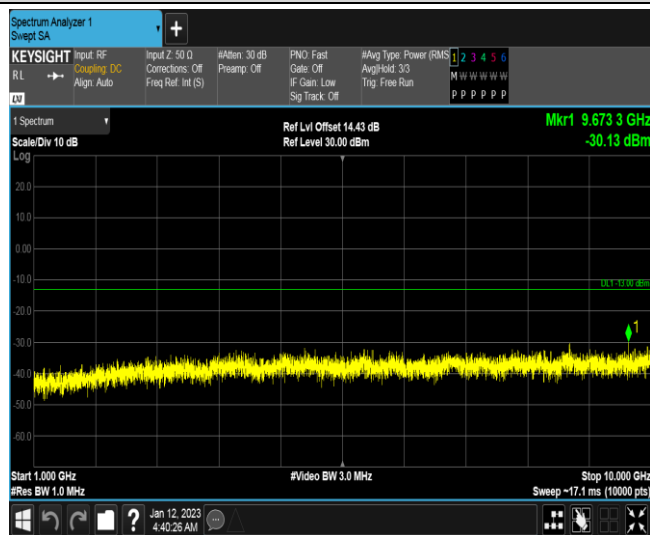 Spectrum Analyzer 1
Swept SA
KEYSIGHT
RL
LXI
Input: RF
Coupling: DC
Align: Auto
Input Z: 50 Ω
Corrections: Off
Freq Ref: Int (S)
#Atten: 30 dB
Preamp: Off
PNO: Fast
Gate: Off
IF Gain: Low
Sig Track: Off
#Avg Type: Power (RMS
Avg|Hold: 3/3
Trig: Free Run
1 2 3 4 5 6
M W W W W W
P P P P P P
1 Spectrum
Scale/Div 10 dB
Log
Ref Lvl Offset 14.43 dB
Ref Level 30.00 dBm
Mkr1 9.673 3 GHz
-30.13 dBm
20.0
10.0
0.00
-10.0
DL1 -13.00 dBm
-20.0
1
-30.0
-40.0
-50.0
-60.0
Start 1.000 GHz
#Res BW 1.0 MHz
#Video BW 3.0 MHz
Stop 10.000 GHz
Sweep ~17.1 ms (10000 pts)
?
Jan 12, 2023
4:40:26 AM